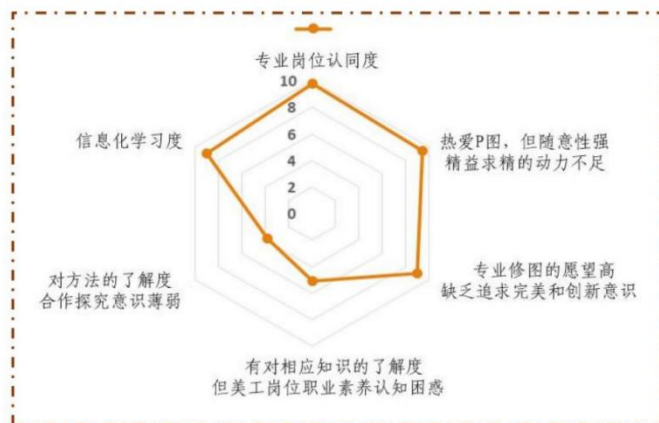 专业岗位认同度
10
8
6
4
2
0
信息化学习度
热爱P图，但随意性强
精益求精的动力不足
对方法的了解度
合作探究意识薄弱
专业修图的愿望高
缺乏追求完美和创新意识
有对相应知识的了解度
但美工岗位职业素养认知困惑